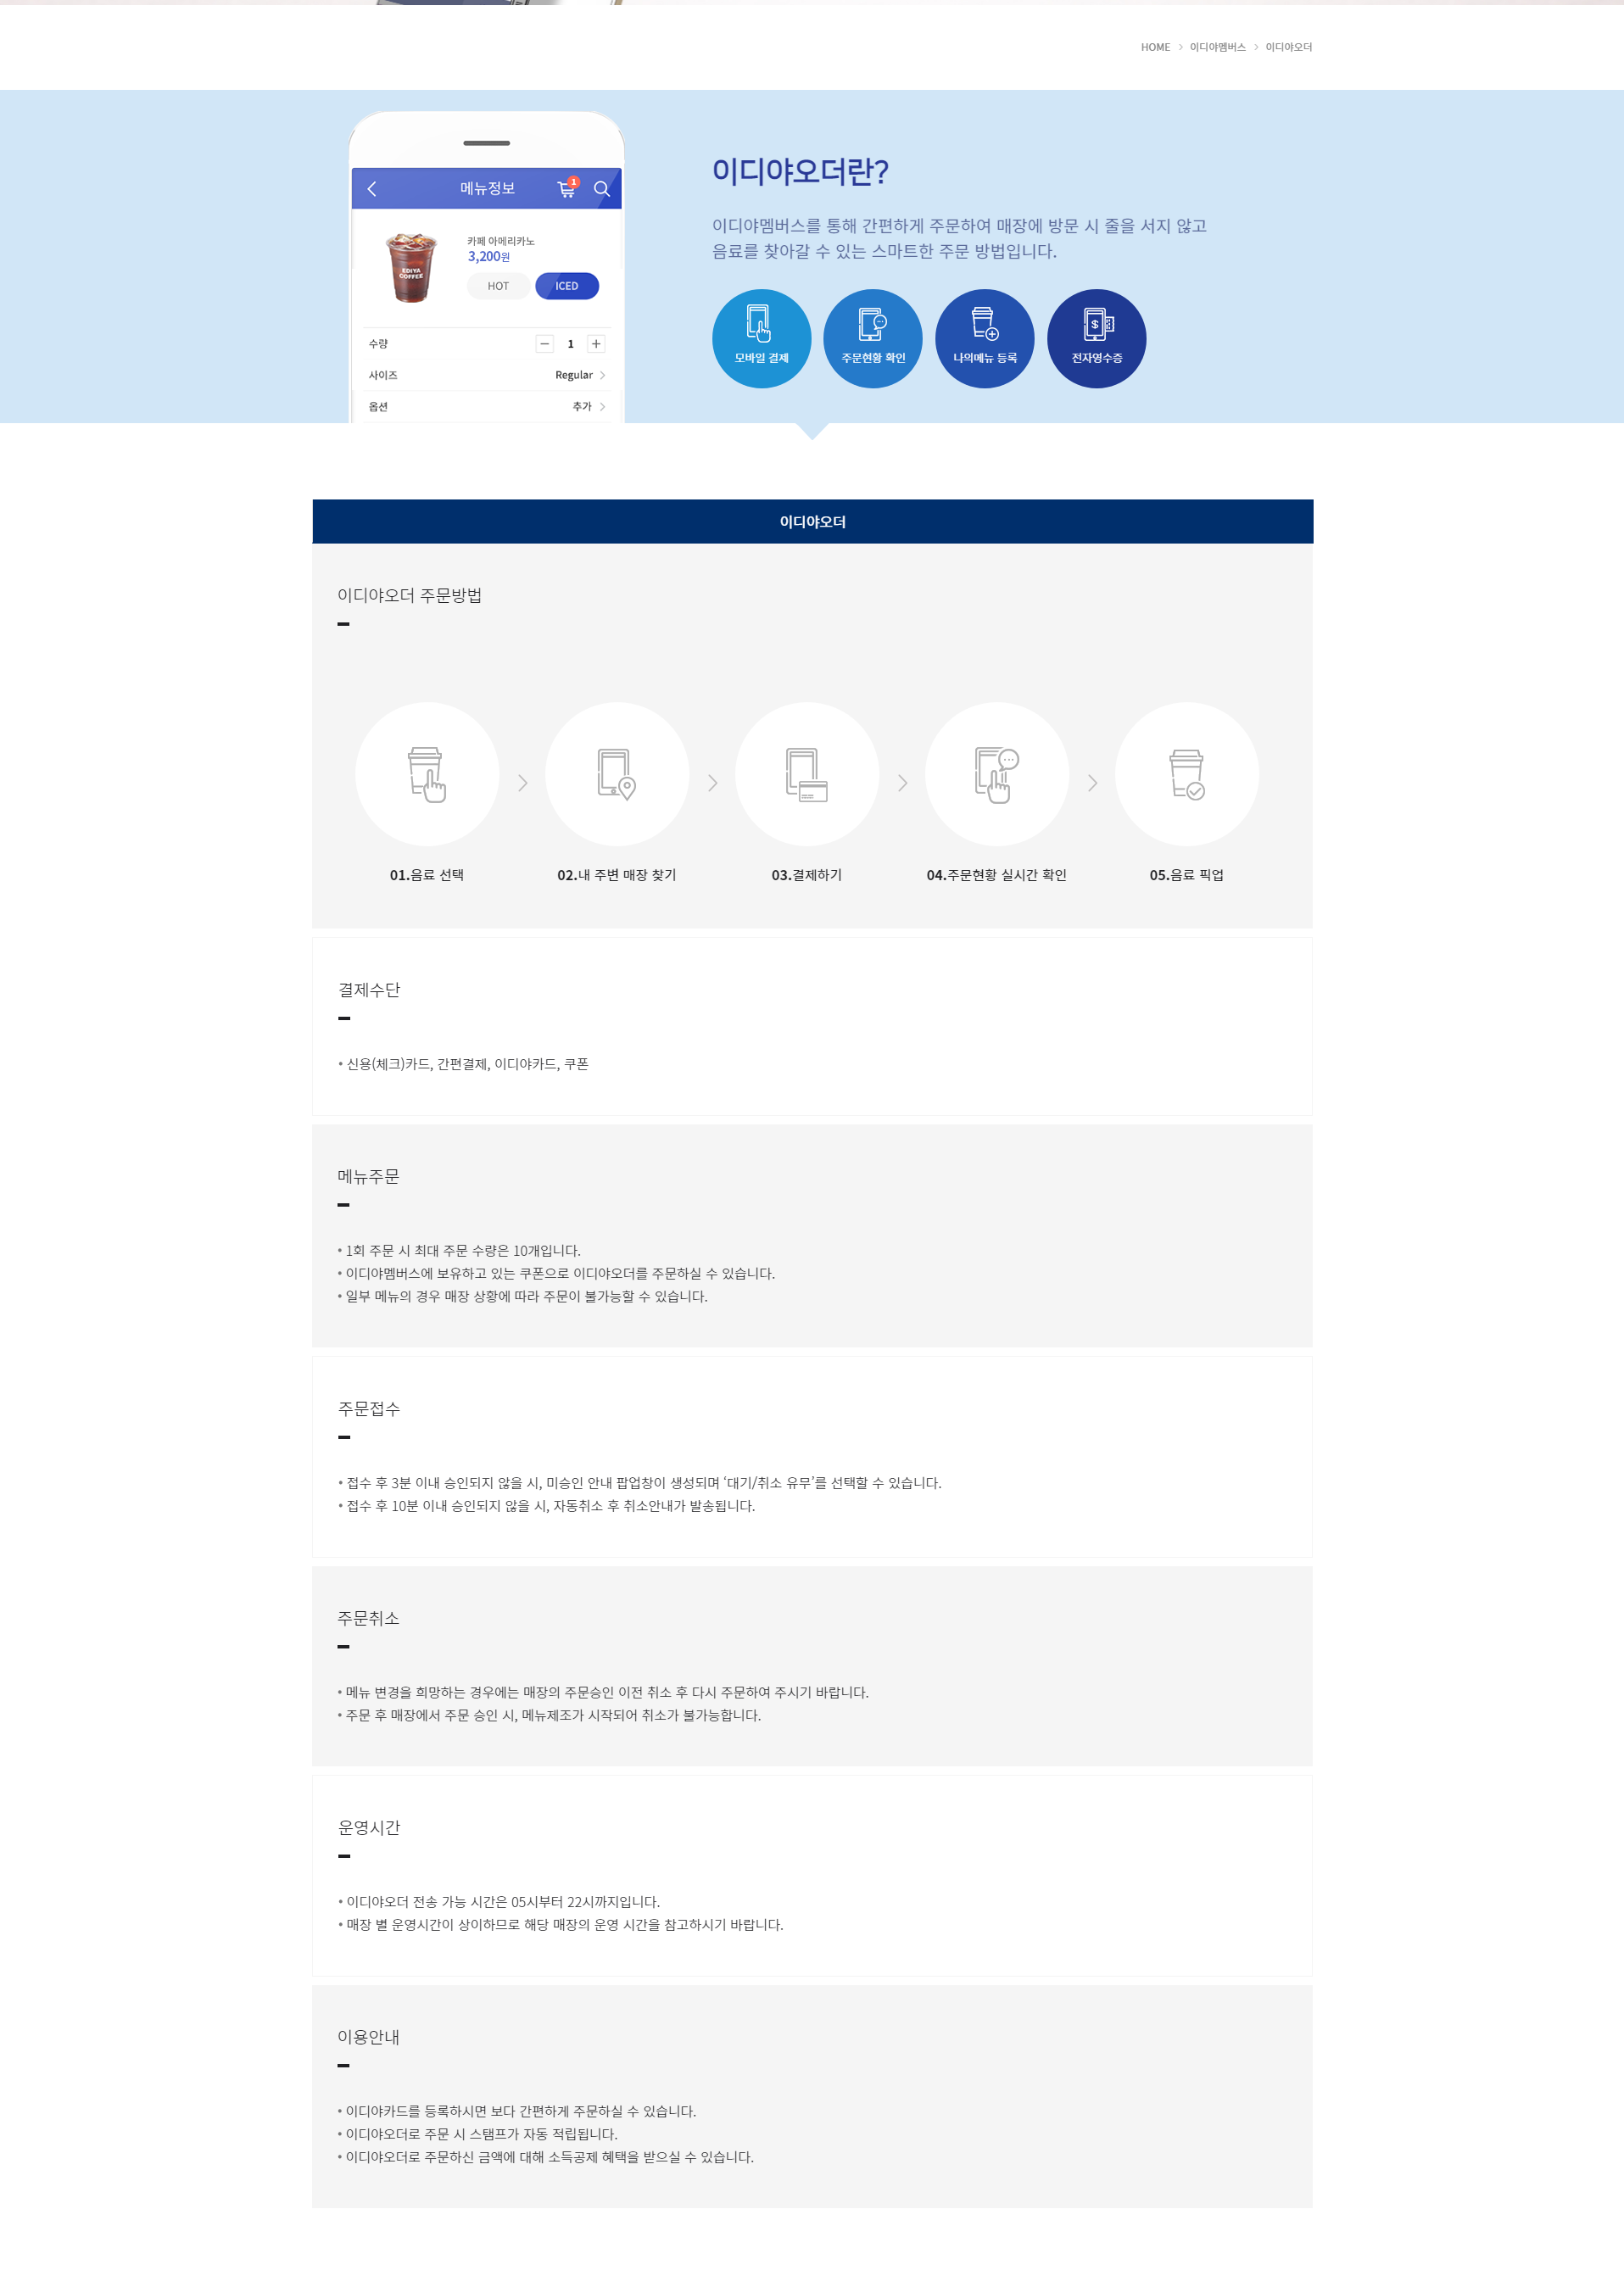 HOME > 이디야멤버스 > 이디야오더
메뉴정보
1
카페 아메리카노
3,200원
EDIYA
COFFEE
HOT ICED
수량 1
사이즈 Regular
옵션 추가
이디야오더란?
이디야멤버스를 통해 간편하게 주문하여 매장에 방문 시 줄을 서지 않고
음료를 찾아갈 수 있는 스마트한 주문 방법입니다.
모바일 결제 주문현황 확인 나의메뉴 등록 전자영수증
이디야오더
이디야오더 주문방법
01.음료 선택 02.내 주변 매장 찾기 03.결제하기 04.주문현황 실시간 확인 05.음료 픽업
결제수단
• 신용(체크)카드, 간편결제, 이디야카드, 쿠폰
메뉴주문
• 1회 주문 시 최대 주문 수량은 10개입니다.
• 이디야멤버스에 보유하고 있는 쿠폰으로 이디야오더를 주문하실 수 있습니다.
• 일부 메뉴의 경우 매장 상황에 따라 주문이 불가능할 수 있습니다.
주문접수
• 접수 후 3분 이내 승인되지 않을 시, 미승인 안내 팝업창이 생성되며 ‘대기/취소 유무’를 선택할 수 있습니다.
• 접수 후 10분 이내 승인되지 않을 시, 자동취소 후 취소안내가 발송됩니다.
주문취소
• 메뉴 변경을 희망하는 경우에는 매장의 주문승인 이전 취소 후 다시 주문하여 주시기 바랍니다.
• 주문 후 매장에서 주문 승인 시, 메뉴제조가 시작되어 취소가 불가능합니다.
운영시간
• 이디야오더 전송 가능 시간은 05시부터 22시까지입니다.
• 매장 별 운영시간이 상이하므로 해당 매장의 운영 시간을 참고하시기 바랍니다.
이용안내
• 이디야카드를 등록하시면 보다 간편하게 주문하실 수 있습니다.
• 이디야오더로 주문 시 스탬프가 자동 적립됩니다.
• 이디야오더로 주문하신 금액에 대해 소득공제 혜택을 받으실 수 있습니다.